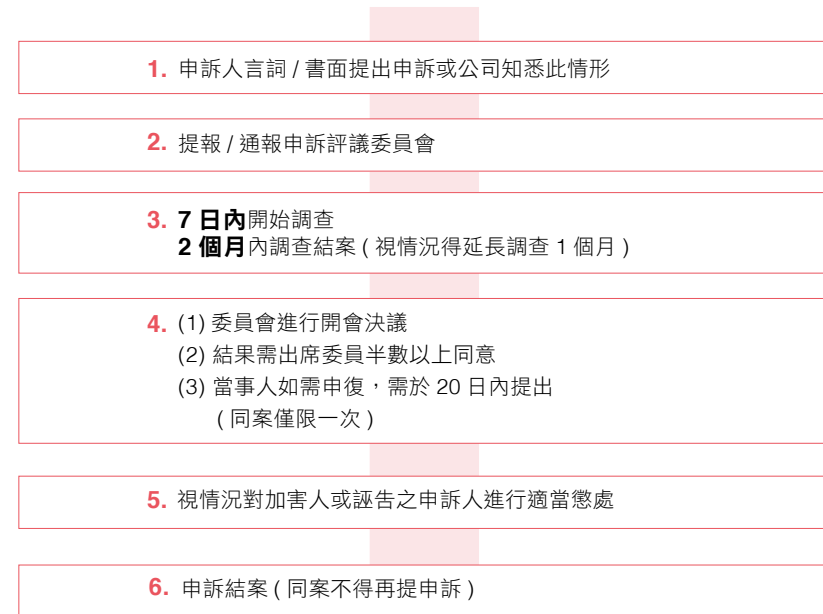 1. 申訴人言詞 / 書面提出申訴或公司知悉此情形
2. 提報 / 通報申訴評議委員會
3. 7 日內開始調查
2 個月內調查結案 ( 視情況得延長調查 1 個月 )
4. (1) 委員會進行開會決議
(2) 結果需出席委員半數以上同意
(3) 當事人如需申復，需於 20 日內提出
( 同案僅限一次 )
5. 視情況對加害人或誣告之申訴人進行適當懲處
6. 申訴結案 ( 同案不得再提申訴 )